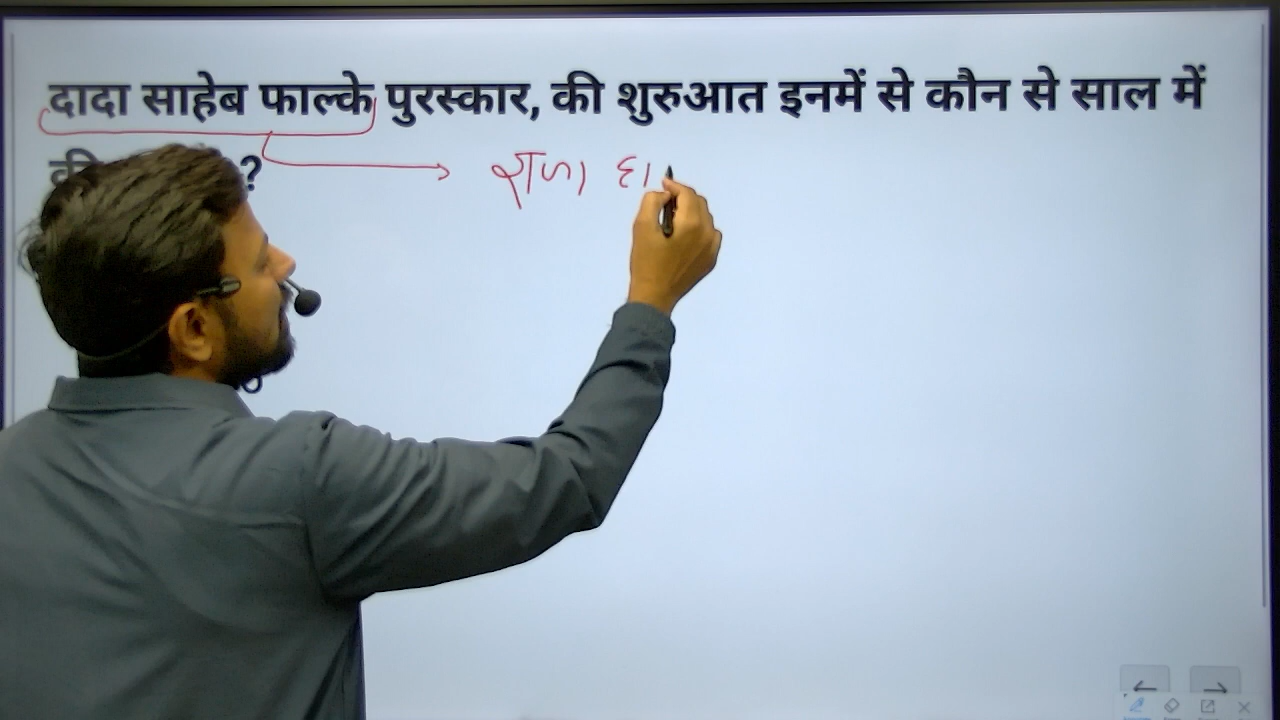 दादा साहेब फाल्के पुरस्कार, की शुरुआत इनमें से कौन से साल में
की ?
राजा